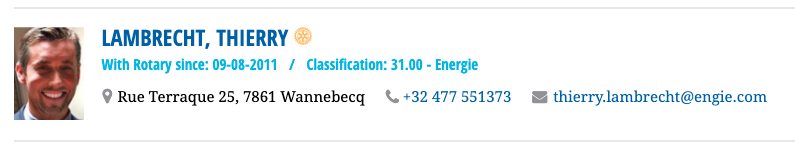 LAMBRECHT, THIERRY
With Rotary since: 09-08-2011 / Classification: 31.00 - Energie
Rue Terraque 25, 7861 Wannebecq +32 477 551373 thierry.lambrecht@engie.com